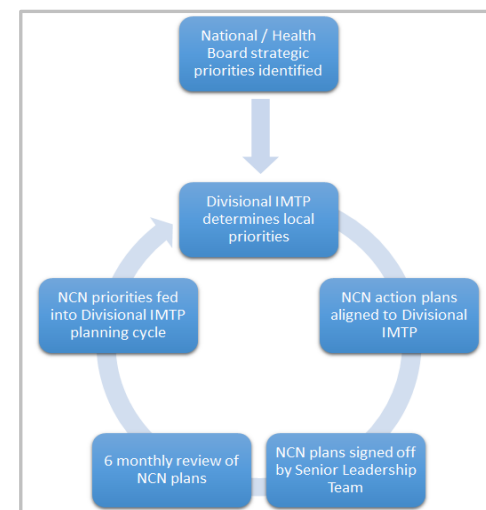 National / Health
Board strategic
priorities identified
Divisional IMTP
determines local
priorities
NCN action plans
aligned to Divisional
IMTP
NCN plans signed off
by Senior Leadership
Team
6 monthly review of
NCN plans
NCN priorities fed
into Divisional IMTP
planning cycle